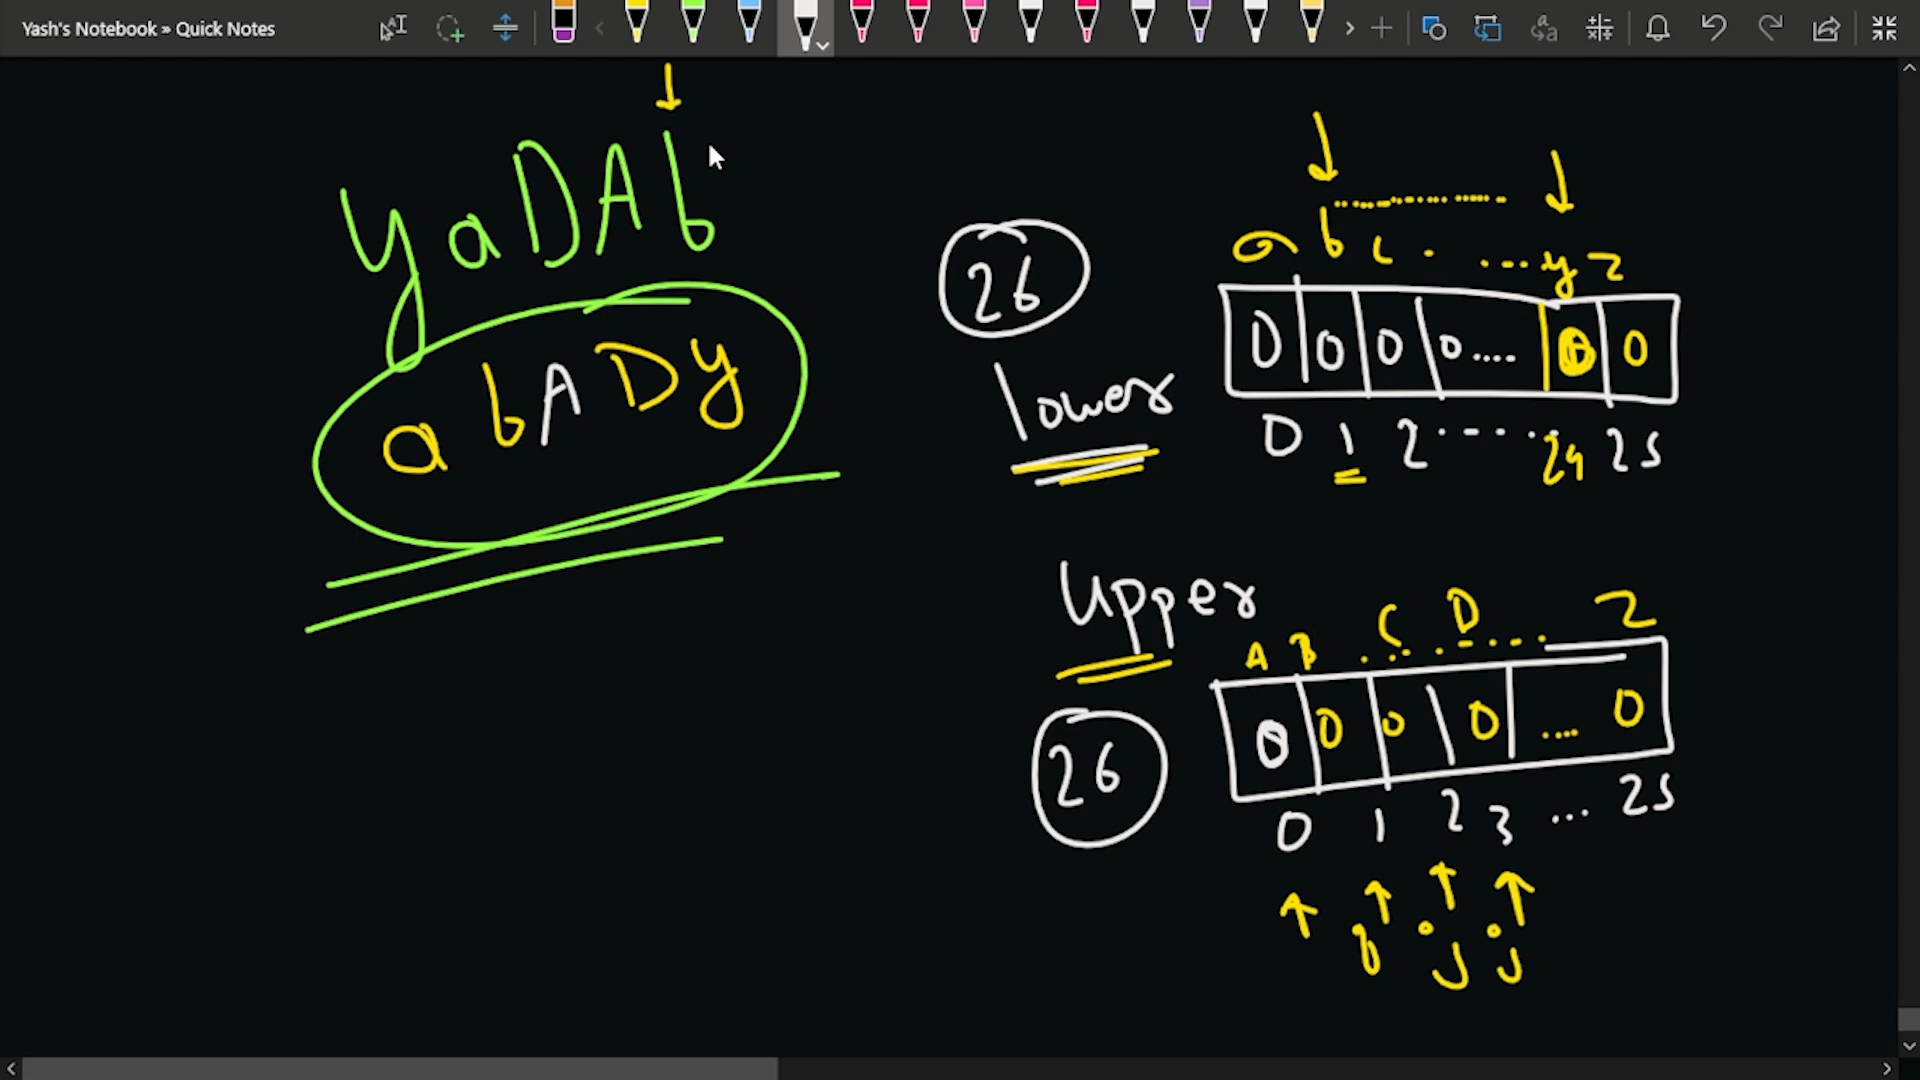 Yash's Notebook » Quick Notes
yaDAb
abADy
26
lower
a b c . ....y z
0 0 0 0.... 0 0
0 1 2 ..... 24 25
Upper
A B . C D .... Z
0 0 0 0 .... 0
26
0 1 2 3 ... 25
j j